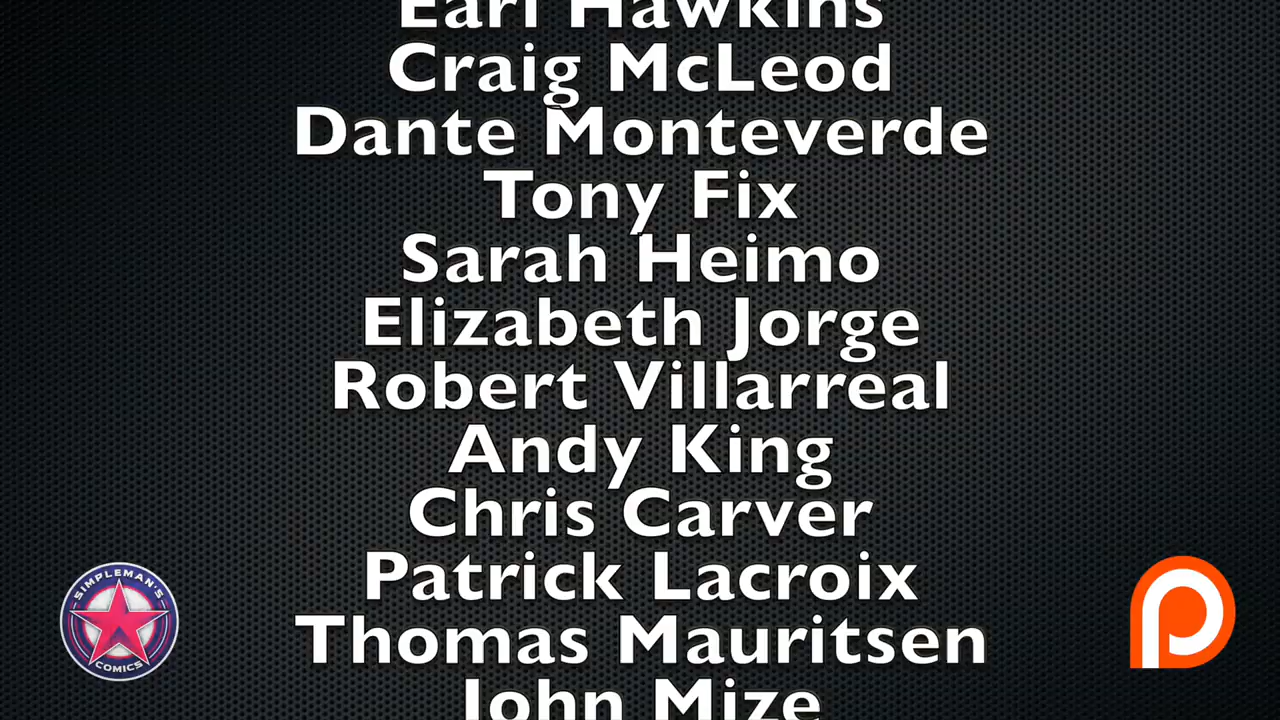 Earl Hawkins
Craig McLeod
Dante Monteverde
Tony Fix
Sarah Heimo
Elizabeth Jorge
Robert Villarreal
Andy King
Chris Carver
Patrick Lacroix
Thomas Mauritsen
John Mize
SIMPLEMAN'S
COMICS